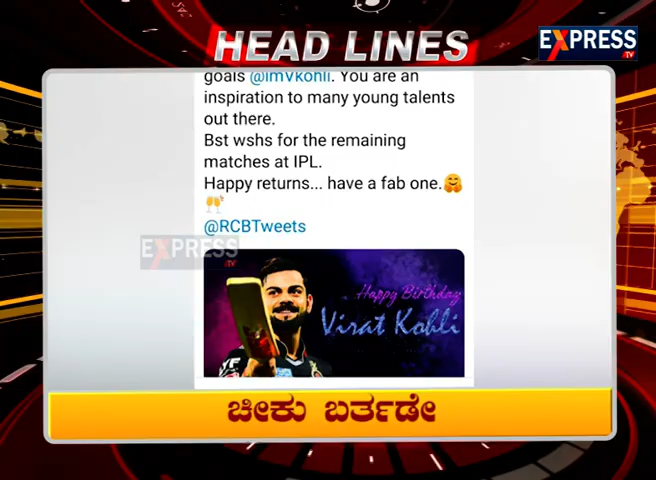 HEAD LINES
EXPRESS
TV
goals @imVkohli. You are an
inspiration to many young talents
out there.
Bst wshs for the remaining
matches at IPL.
Happy returns... have a fab one.🤗
🥂
@RCBTweets
EXPRESS
TV
Happy Birthday
Virat Kohli
ಚೀಕು ಬರ್ತಡೇ